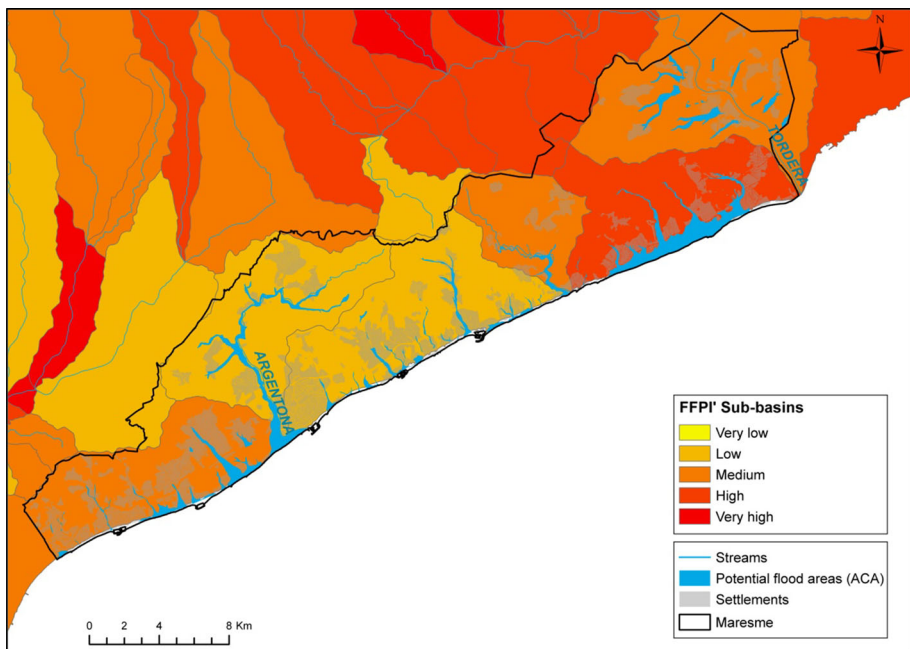 N
TORDERA
ARGENTONA
FFPI' Sub-basins
Very low
Low
Medium
High
Very high
Streams
Potential flood areas (ACA)
Settlements
Maresme
0 2 4 8 Km